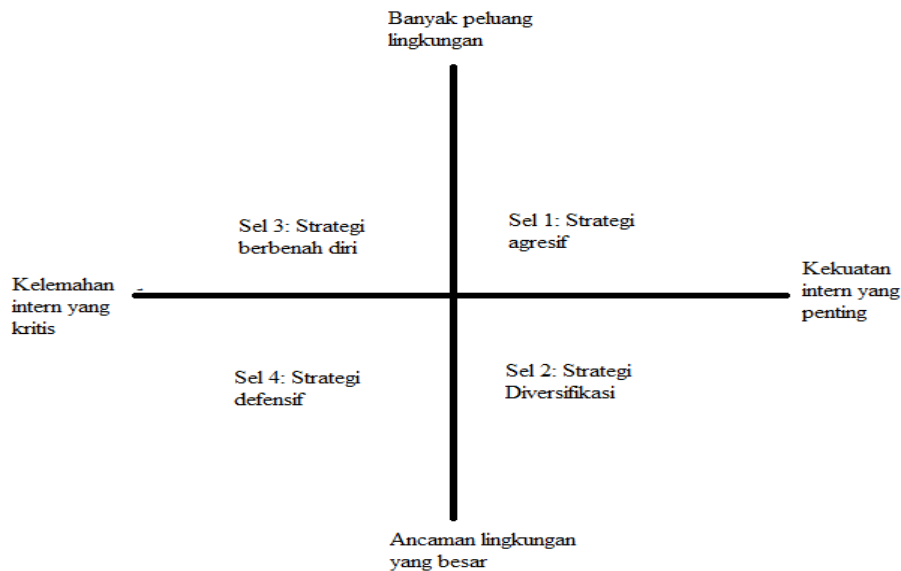 Banyak peluang
lingkungan
Sel 3: Strategi
berbenah diri
Sel 1: Strategi
agresif
Kelemahan
intern yang
kritis
Kekuatan
intern yang
penting
Sel 4: Strategi
defensif
Sel 2: Strategi
Diversifikasi
Ancaman lingkungan
yang besar